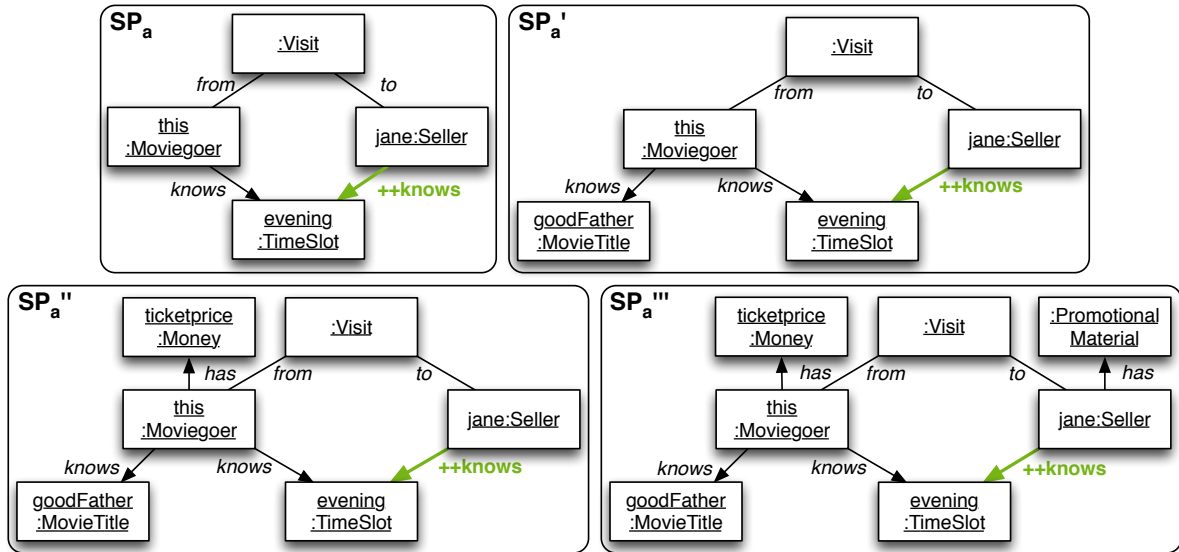 SPa
:Visit
from
to
this
:Moviegoer
jane:Seller
knows
++knows
evening
:TimeSlot
SPa'
:Visit
from
to
this
:Moviegoer
jane:Seller
knows
knows
++knows
goodFather
:MovieTitle
evening
:TimeSlot
SPa''
ticketprice
:Money
:Visit
has
from
to
this
:Moviegoer
jane:Seller
knows
knows
++knows
goodFather
:MovieTitle
evening
:TimeSlot
SPa'''
ticketprice
:Money
:Visit
:Promotional
Material
has
from
to
has
this
:Moviegoer
jane:Seller
knows
knows
++knows
goodFather
:MovieTitle
evening
:TimeSlot